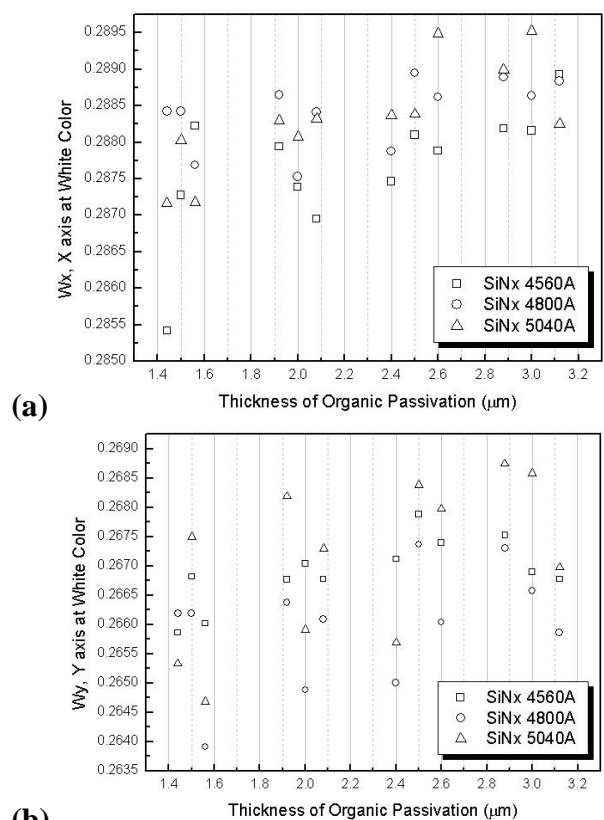 0.2895
0.2890
0.2885
0.2880
0.2875
0.2870
0.2865
0.2860
0.2855
0.2850
Wx, X axis at White Color
SiNx 4560A
SiNx 4800A
SiNx 5040A
1.4 1.6 1.8 2.0 2.2 2.4 2.6 2.8 3.0 3.2
Thickness of Organic Passivation (μm)
(a)
0.2690
0.2685
0.2680
0.2675
0.2670
0.2665
0.2660
0.2655
0.2650
0.2645
0.2640
0.2635
Wy, Y axis at White Color
SiNx 4560A
SiNx 4800A
SiNx 5040A
1.4 1.6 1.8 2.0 2.2 2.4 2.6 2.8 3.0 3.2
Thickness of Organic Passivation (μm)
(b)